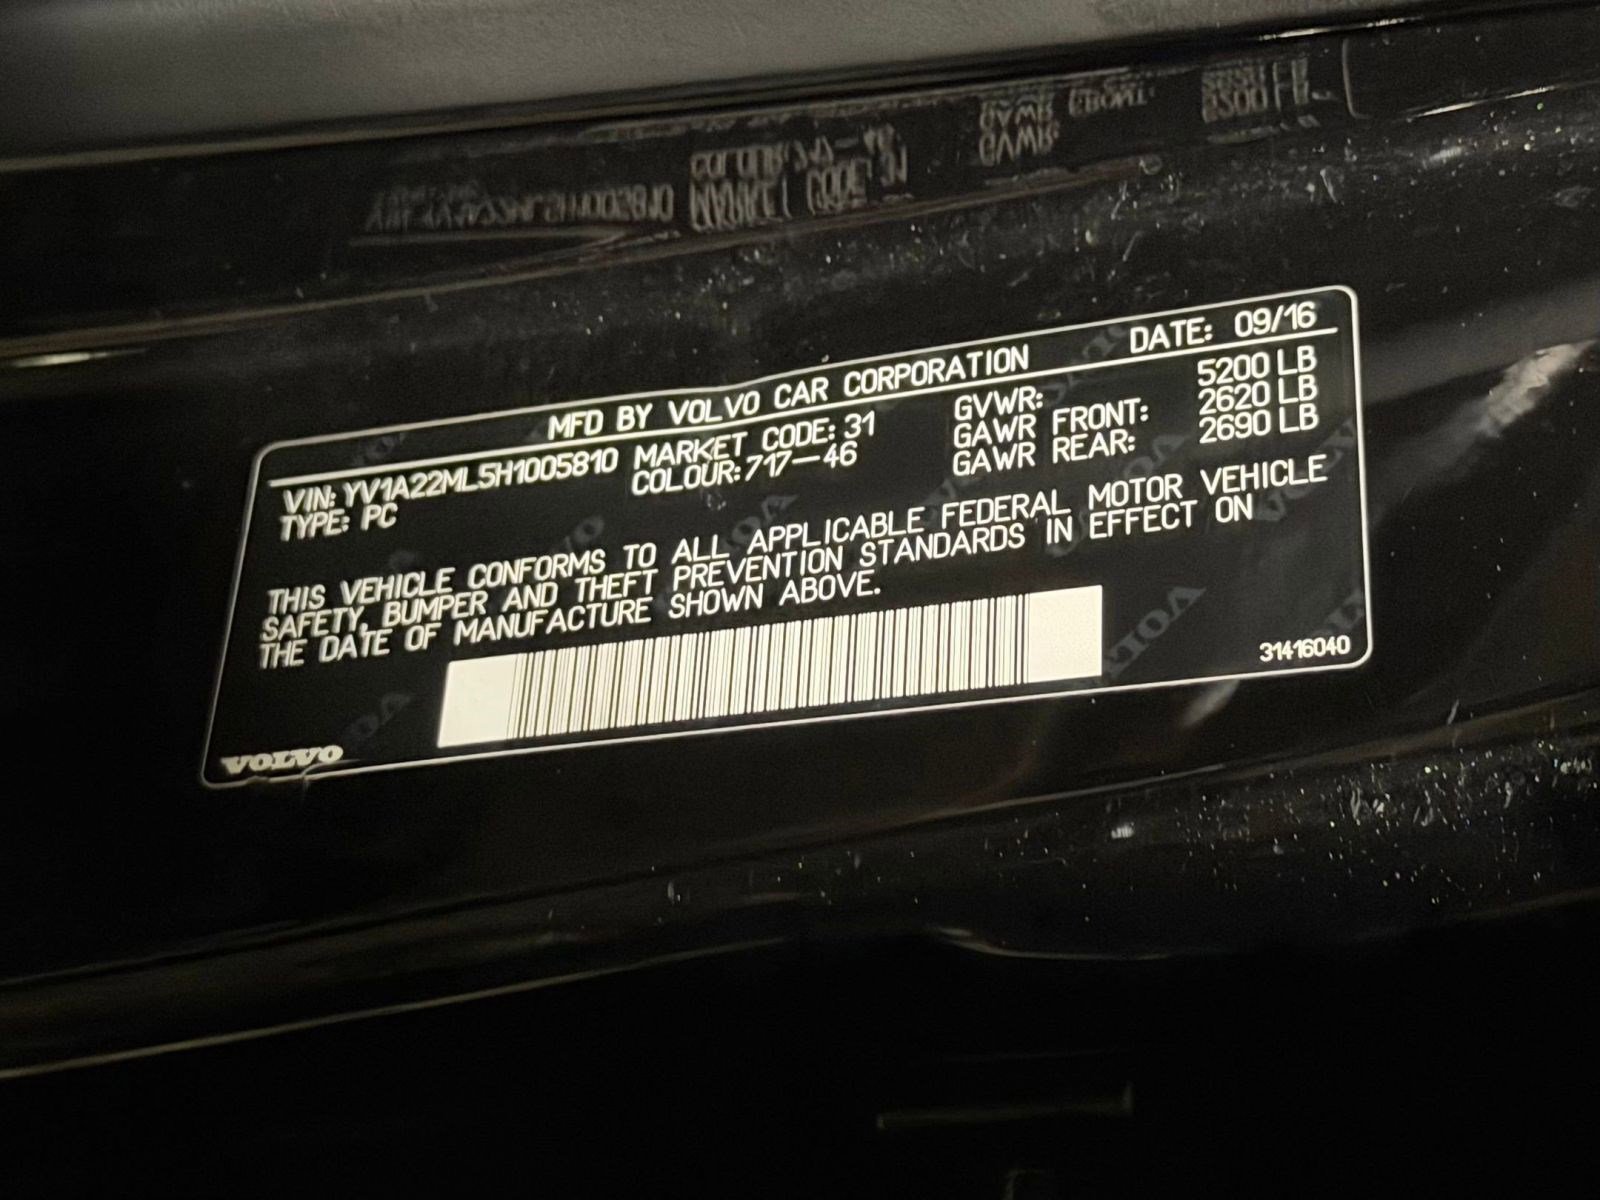 MFD BY VOLVO CAR CORPORATION DATE: 09/16
VIN: YV1A22ML5H1005810 MARKET CODE: 31 GVWR: 5200 LB
TYPE: PC COLOUR: 717-46 GAWR FRONT: 2620 LB
GAWR REAR: 2690 LB
THIS VEHICLE CONFORMS TO ALL APPLICABLE FEDERAL MOTOR VEHICLE
SAFETY, BUMPER AND THEFT PREVENTION STANDARDS IN EFFECT ON
THE DATE OF MANUFACTURE SHOWN ABOVE.
31416040
VOLVO